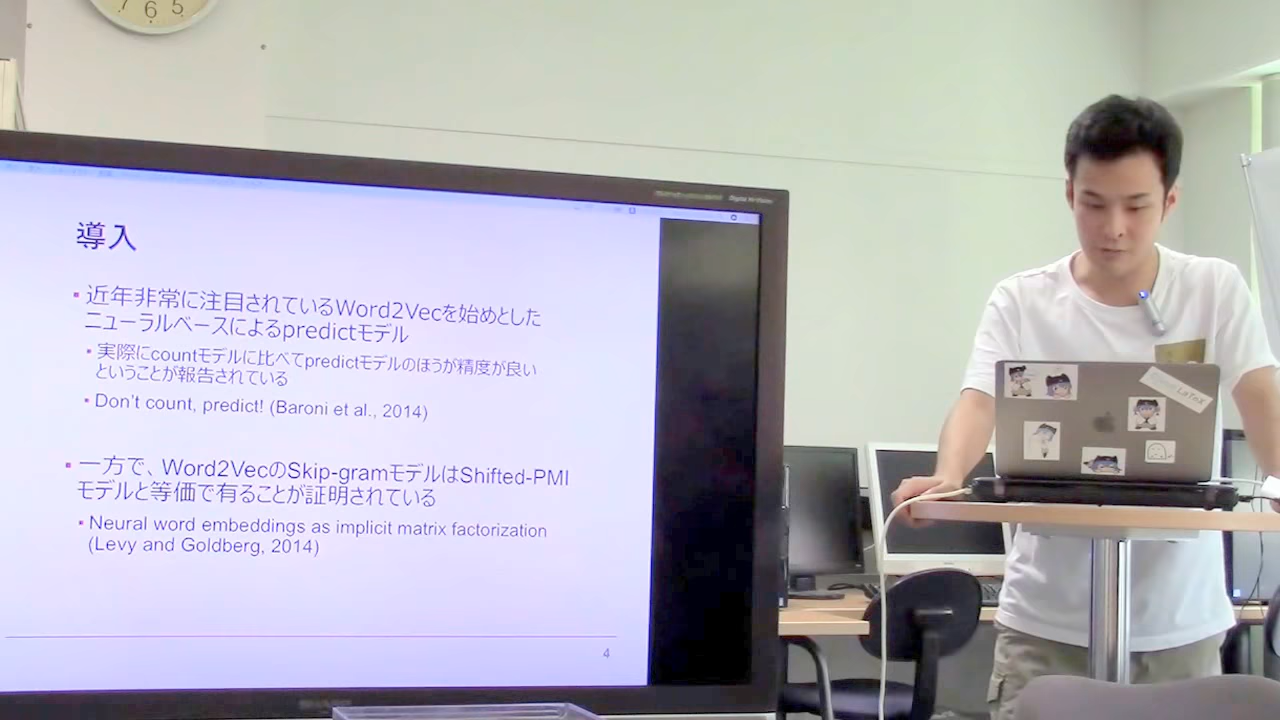 7 6 5
導入
近年非常に注目されているWord2Vecを始めとした
ニューラルベースによるpredictモデル
実際にcountモデルに比べてpredictモデルのほうが精度が良い
ということが報告されている
Don't count, predict! (Baroni et al., 2014)
一方で、Word2VecのSkip-gramモデルはShifted-PMI
モデルと等価で有ることが証明されている
Neural word embeddings as implicit matrix factorization
(Levy and Goldberg, 2014)
4
LaTeX